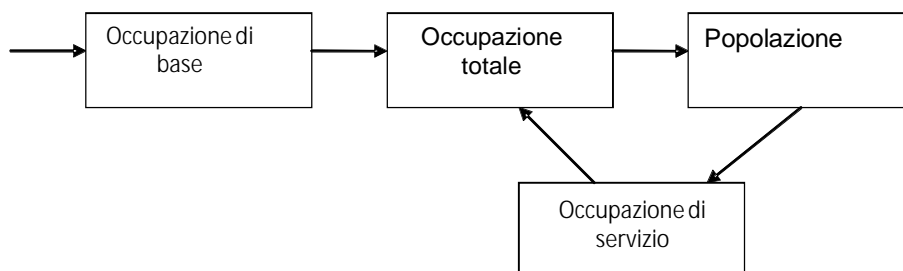 Occupazione di
base
Occupazione
totale
Popolazione
Occupazione di
servizio